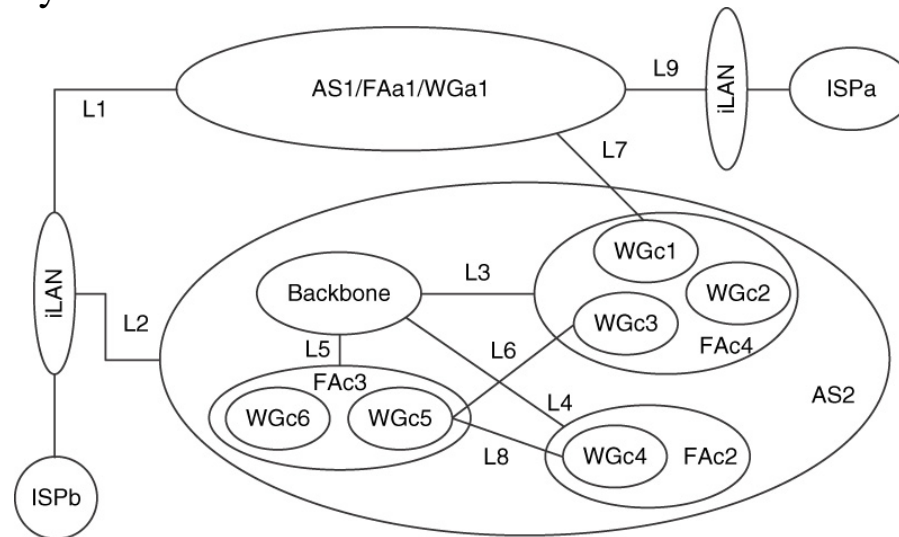 AS1/FAa1/WGa1
L9
iLAN
ISPa
L1
L7
iLAN
WGc1
Backbone
L3
WGc2
WGc3
L2
L5
L6
FAc4
FAc3
AS2
L4
WGc6
WGc5
L8
WGc4
FAc2
ISPb